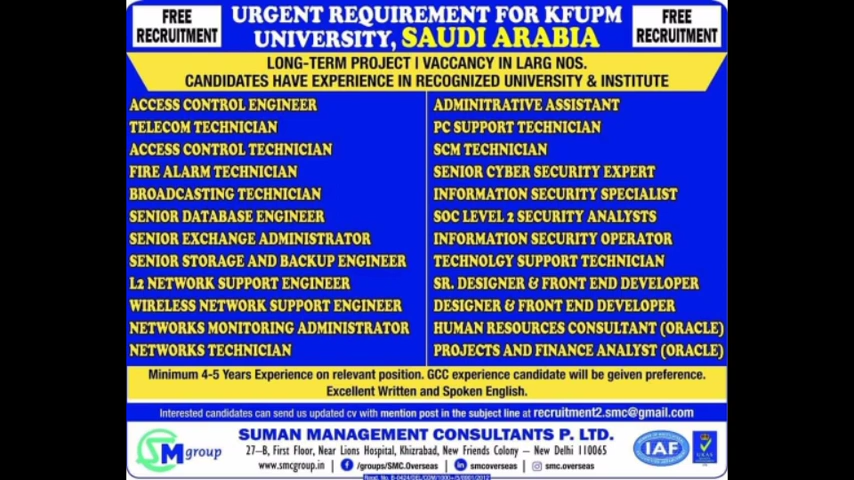 FREE
RECRUITMENT
URGENT REQUIREMENT FOR KFUPM
UNIVERSITY, SAUDI ARABIA
FREE
RECRUITMENT
LONG-TERM PROJECT | VACCANCY IN LARG NOS.
CANDIDATES HAVE EXPERIENCE IN RECOGNIZED UNIVERSITY & INSTITUTE
ACCESS CONTROL ENGINEER
TELECOM TECHNICIAN
ACCESS CONTROL TECHNICIAN
FIRE ALARM TECHNICIAN
BROADCASTING TECHNICIAN
SENIOR DATABASE ENGINEER
SENIOR EXCHANGE ADMINISTRATOR
SENIOR STORAGE AND BACKUP ENGINEER
L2 NETWORK SUPPORT ENGINEER
WIRELESS NETWORK SUPPORT ENGINEER
NETWORKS MONITORING ADMINISTRATOR
NETWORKS TECHNICIAN
ADMINITRATIVE ASSISTANT
PC SUPPORT TECHNICIAN
SCM TECHNICIAN
SENIOR CYBER SECURITY EXPERT
INFORMATION SECURITY SPECIALIST
SOC LEVEL 2 SECURITY ANALYSTS
INFORMATION SECURITY OPERATOR
TECHNOLGY SUPPORT TECHNICIAN
SR. DESIGNER & FRONT END DEVELOPER
DESIGNER & FRONT END DEVELOPER
HUMAN RESOURCES CONSULTANT (ORACLE)
PROJECTS AND FINANCE ANALYST (ORACLE)
Minimum 4-5 Years Experience on relevant position. GCC experience candidate will be geiven preference.
Excellent Written and Spoken English.
Interested candidates can send us updated cv with mention post in the subject line at recruitment2.smc@gmail.com
SM group
SUMAN MANAGEMENT CONSULTANTS P. LTD.
27-B, First Floor, Near Lions Hospital, Khizrabad, New Friends Colony – New Delhi 110065
www.smcgroup.in | /groups/SMC.Overseas | smcoverseas | smc.overseas
IAF